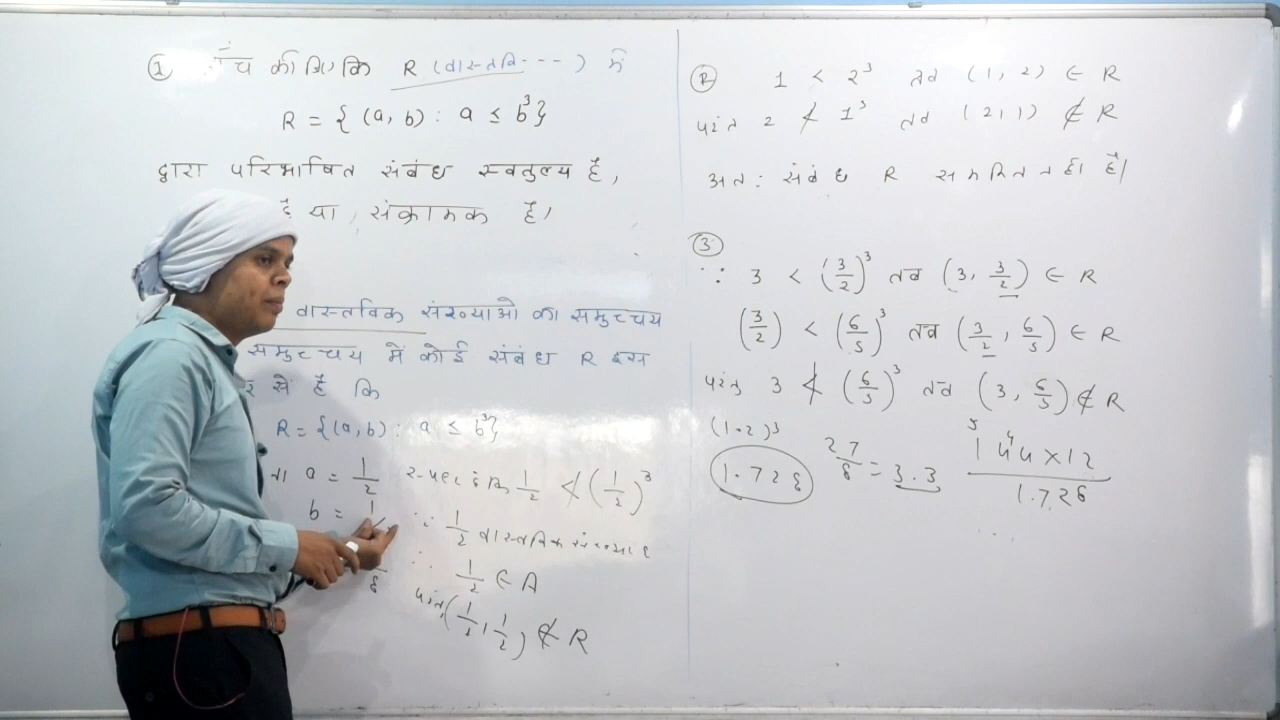 ① ाँच कीजिए कि R (वास्तवि---) में
R = { (a, b) : a ≤ b³}
द्वारा परिभाषित संबंध स्वतुल्य है,
है या संक्रामक है।
वास्तविक संख्याओ का समुच्चय
समुच्चय में कोई संबंध R इस
से है कि
R = {(a, b) : a ≤ b³}
ना a = 1/2
b = 1/
8
स्पष्ट है कि 1/2 ≮ (1/2)³
∵ 1/2 वास्तविक संख्या है
∴ 1/2 ∈ A
परंतु (1/2, 1/2) ∉ R
② 1 < 2³ तब (1, 2) ∈ R
परंतु 2 ≮ 1³ तब (2, 1) ∉ R
अत: संबंध R सममित नहीं है।
③
∵ 3 < (3/2)³ तब (3, 3/2) ∈ R
(3/2) < (6/5)³ तब (3/2, 6/5) ∈ R
परंतु 3 ≮ (6/5)³ तब (3, 6/5) ∉ R
(1.2)³
1.728
27/8 = 3.3
144×12
1.728